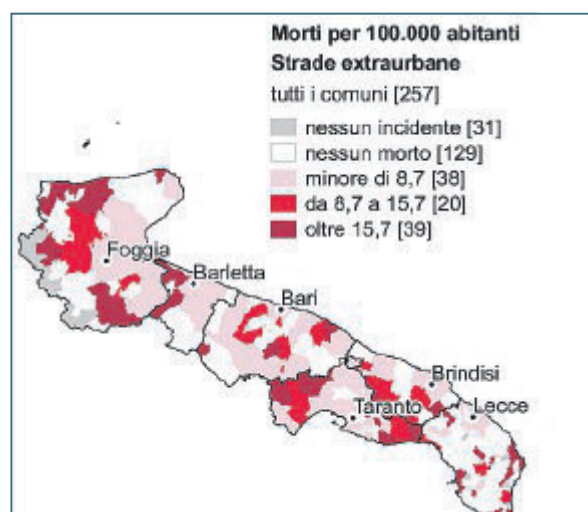 Morti per 100.000 abitanti
Strade extraurbane
tutti i comuni [257]
nessun incidente [31]
nessun morto [129]
minore di 8,7 [38]
da 8,7 a 15,7 [20]
oltre 15,7 [39]
Foggia
Barletta
Bari
Brindisi
Taranto
Lecce